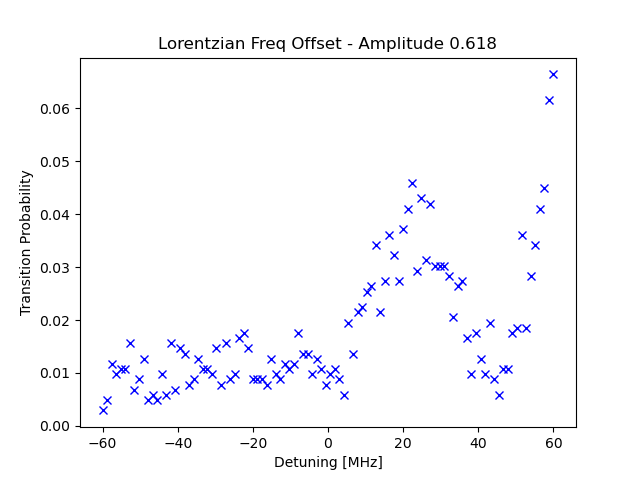 Lorentzian Freq Offset - Amplitude 0.618
Transition Probability
0.06
0.05
0.04
0.03
0.02
0.01
0.00
−60 −40 −20 0 20 40 60
Detuning [MHz]